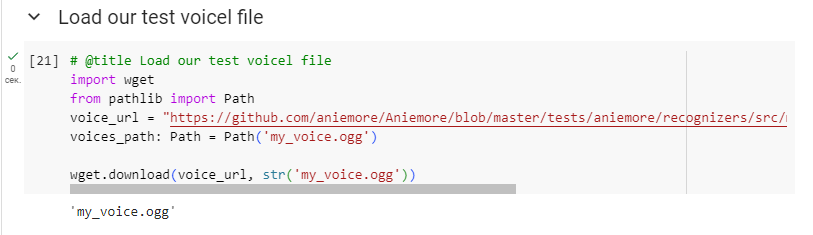 Load our test voicel file
[21] # @title Load our test voicel file
0
сек.
import wget
from pathlib import Path
voice_url = "https://github.com/aniemore/Aniemore/blob/master/tests/aniemore/recognizers/src/
voices_path: Path = Path('my_voice.ogg')
wget.download(voice_url, str('my_voice.ogg'))
'my_voice.ogg'